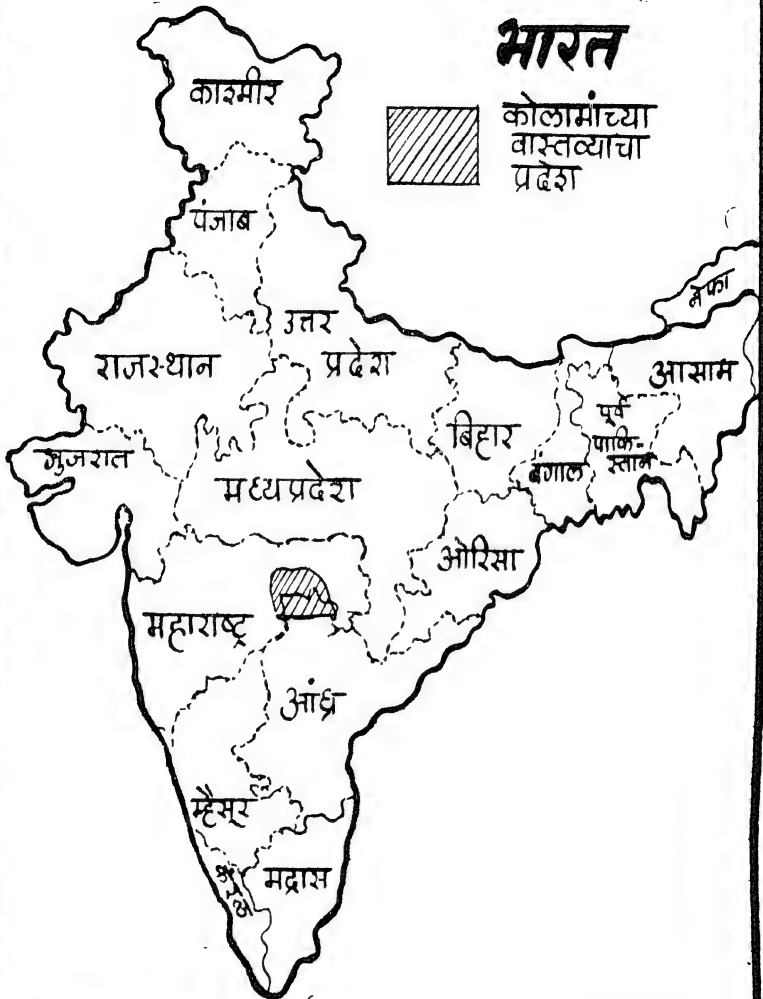 भारत
कोलामांच्या
वास्तव्याचा
प्रदेश
काश्मीर
पंजाब
नेफा
उत्तर
प्रदेश
राजस्थान
आसाम
पूर्व
पाकि-
स्तान
बिहार
बंगाल
गुजरात
मध्यप्रदेश
ओरिसा
महाराष्ट्र
आंध्र
म्हैसूर
मद्रास